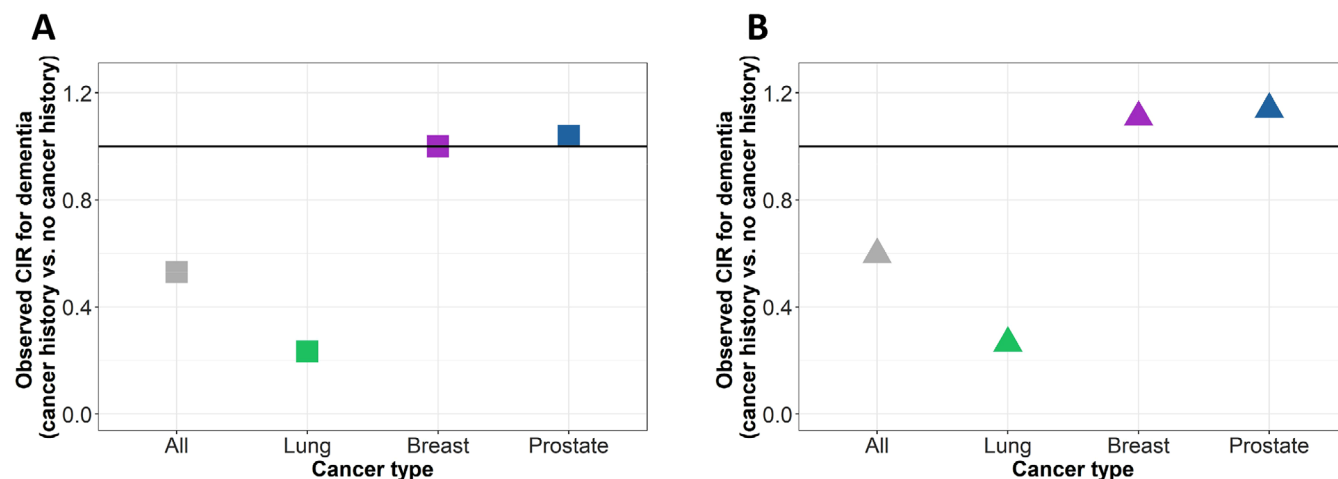 A
Observed CIR for dementia
(cancer history vs. no cancer history)
1.2
0.8
0.4
0.0
All Lung Breast Prostate
Cancer type
B
Observed CIR for dementia
(cancer history vs. no cancer history)
1.2
0.8
0.4
0.0
All Lung Breast Prostate
Cancer type